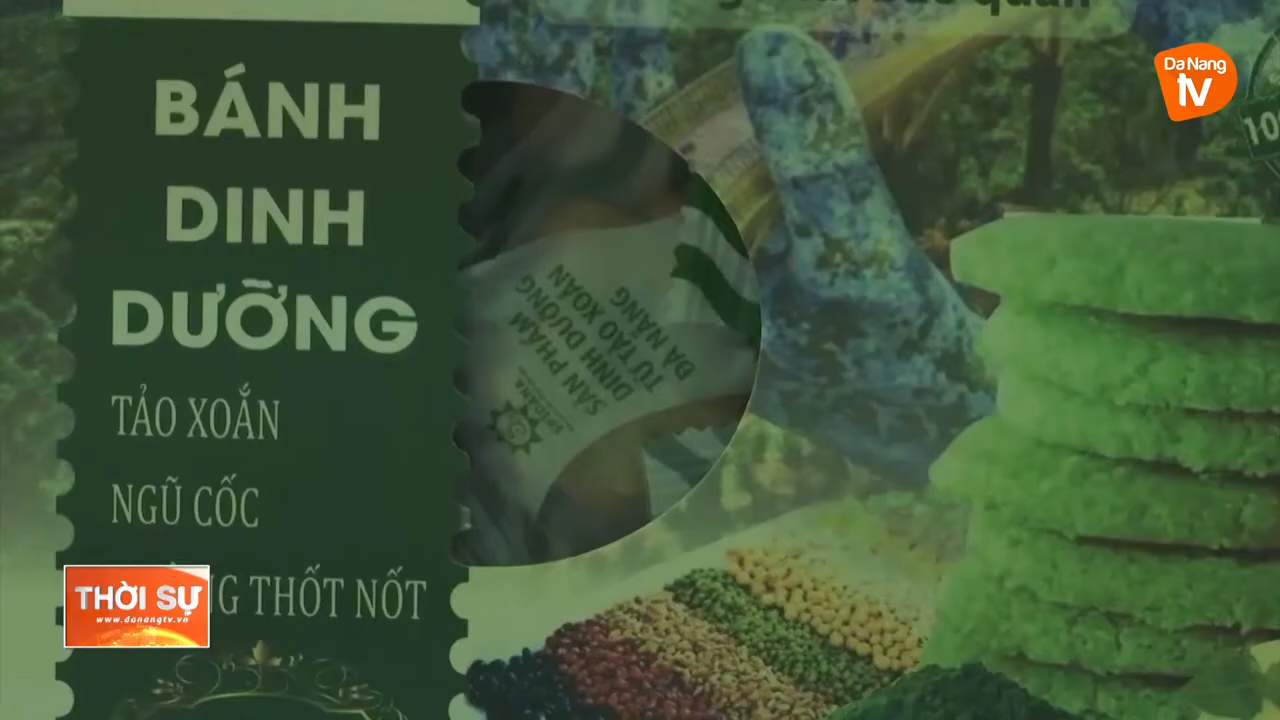 BÁNH
DINH
DƯỠNG
TẢO XOẮN
NGŨ CỐC
THỐT NỐT
SẢN PHẨM
DINH DƯỠNG
TỪ TẢO XOẮN
ĐÀ NẴNG
Da Nang
tv
THỜI SỰ
www.danangtv.vn